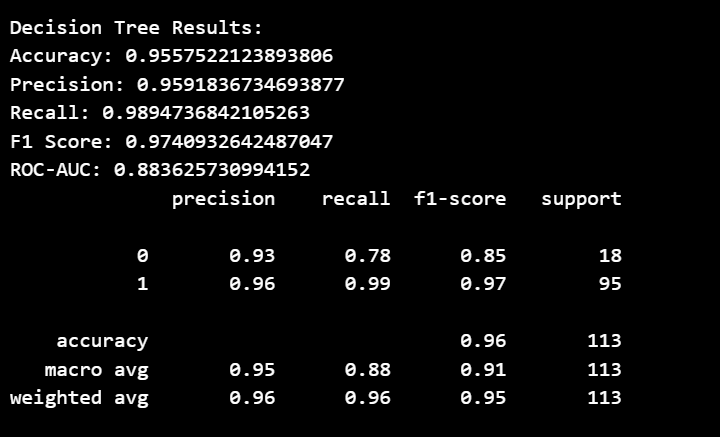 Decision Tree Results:
Accuracy: 0.9557522123893806
Precision: 0.9591836734693877
Recall: 0.9894736842105263
F1 Score: 0.9740932642487047
ROC-AUC: 0.883625730994152
precision recall f1-score support
0 0.93 0.78 0.85 18
1 0.96 0.99 0.97 95
accuracy 0.96 113
macro avg 0.95 0.88 0.91 113
weighted avg 0.96 0.96 0.95 113